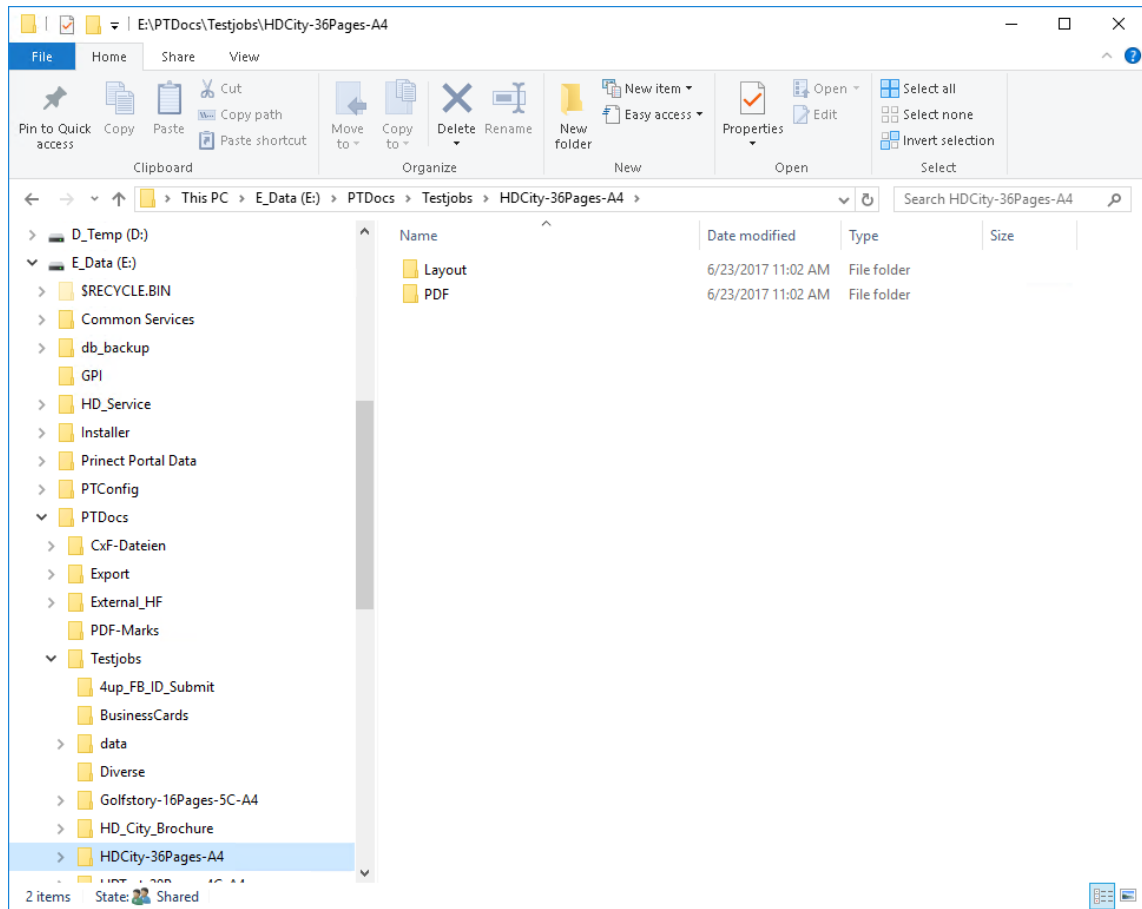 E:\PTDocs\Testjobs\HDCity-36Pages-A4
File Home Share View
Pin to Quick access
Copy
Paste
Cut
Copy path
Paste shortcut
Clipboard
Move to
Copy to
Delete
Rename
Organize
New folder
New item
Easy access
New
Properties
Open
Edit
Open
Select all
Select none
Invert selection
Select
This PC > E_Data (E:) > PTDocs > Testjobs > HDCity-36Pages-A4 >
Search HDCity-36Pages-A4
D_Temp (D:)
E_Data (E:)
$RECYCLE.BIN
Common Services
db_backup
GPI
HD_Service
Installer
Prinect Portal Data
PTConfig
PTDocs
CxF-Dateien
Export
External_HF
PDF-Marks
Testjobs
4up_FB_ID_Submit
BusinessCards
data
Diverse
Golfstory-16Pages-5C-A4
HD_City_Brochure
HDCity-36Pages-A4
Name Date modified Type Size
Layout 6/23/2017 11:02 AM File folder
PDF 6/23/2017 11:02 AM File folder
2 items State: Shared